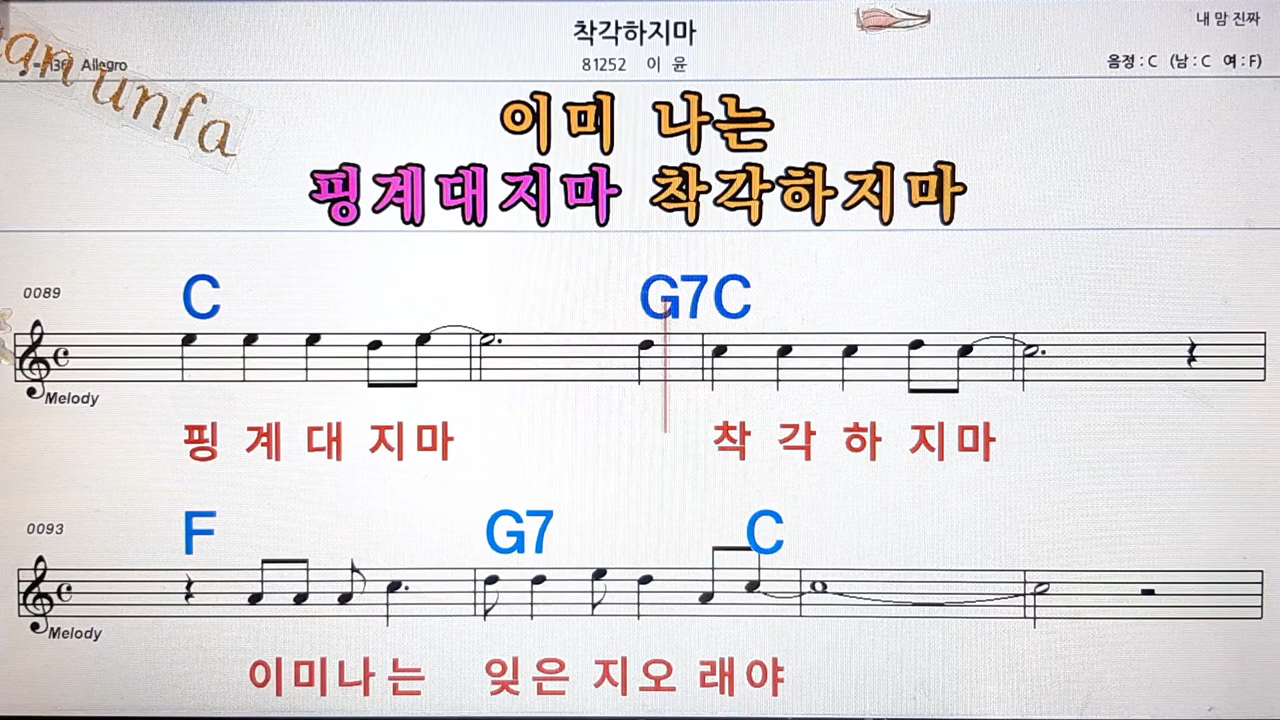 착각하지마
내 맘 진짜
Allegro
81252 이 윤
음정 : C (남 : C 여 : F)
unfa
이미 나는
핑계대지마 착각하지마
0089
C G7 C
Melody
핑 계 대 지마 착 각 하 지마
0093
F G7 C
Melody
이미나는 잊은 지오 래야